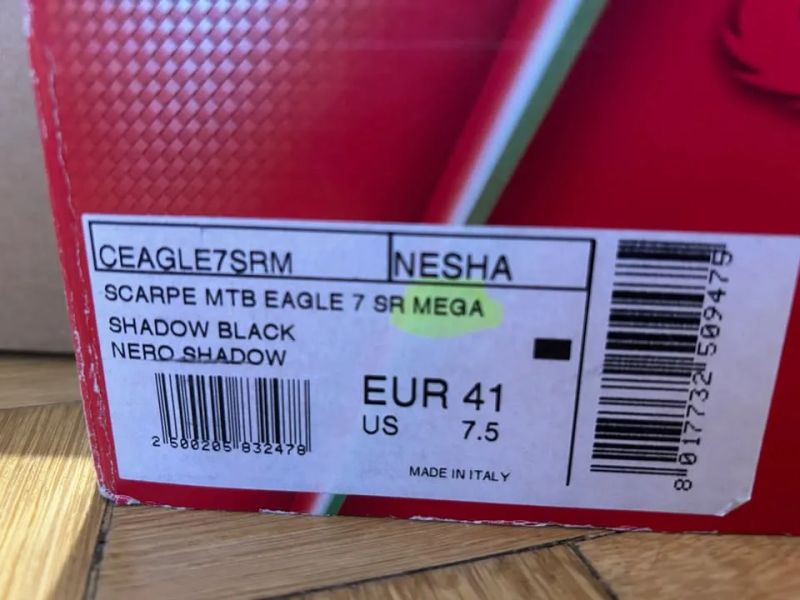 CEAGLE7SRM NESHA
SCARPE MTB EAGLE 7 SR MEGA
SHADOW BLACK
NERO SHADOW
EUR 41
US 7.5
2 500205 832478
MADE IN ITALY
8 017732 509475